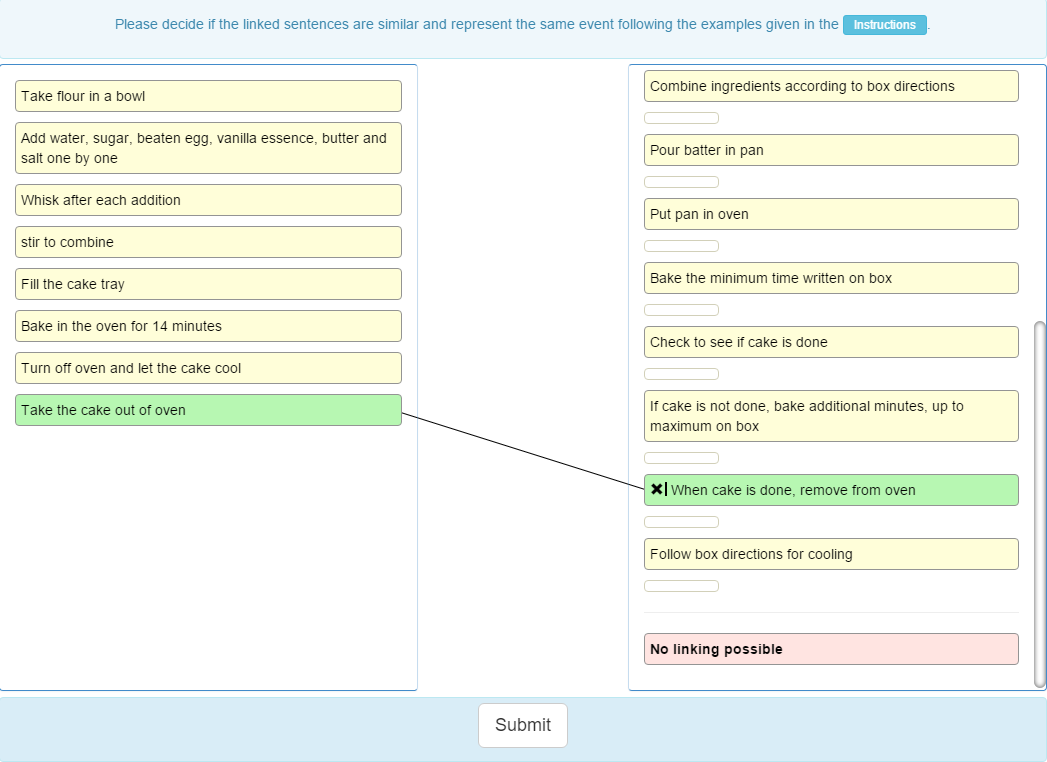 Please decide if the linked sentences are similar and represent the same event following the examples given in the Instructions.
Take flour in a bowl
Add water, sugar, beaten egg, vanilla essence, butter and
salt one by one
Whisk after each addition
stir to combine
Fill the cake tray
Bake in the oven for 14 minutes
Turn off oven and let the cake cool
Take the cake out of oven
Combine ingredients according to box directions
Pour batter in pan
Put pan in oven
Bake the minimum time written on box
Check to see if cake is done
If cake is not done, bake additional minutes, up to
maximum on box
✖| When cake is done, remove from oven
Follow box directions for cooling
No linking possible
Submit